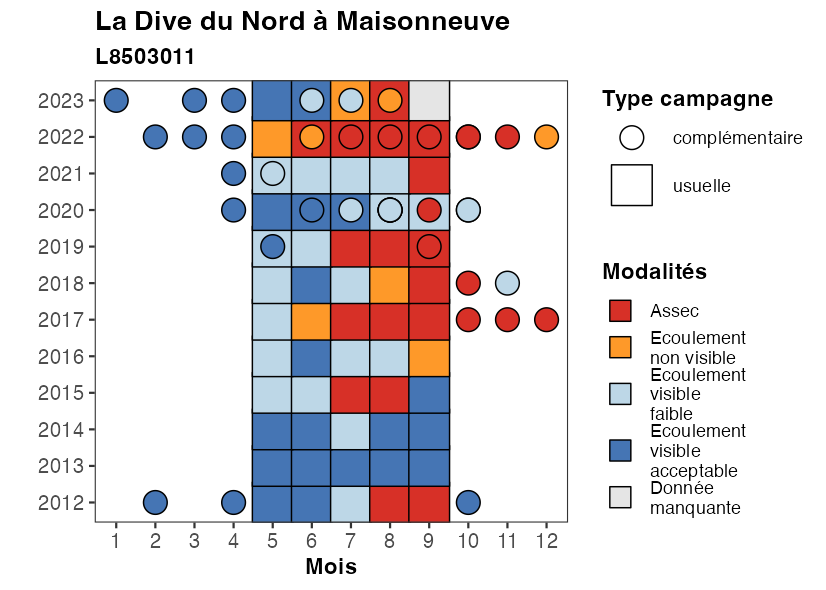 La Dive du Nord à Maisonneuve
L8503011
2023
2022
2021
2020
2019
2018
2017
2016
2015
2014
2013
2012
1 2 3 4 5 6 7 8 9 10 11 12
Mois
Type campagne
complémentaire
usuelle
Modalités
Assec
Ecoulement
non visible
Ecoulement
visible
faible
Ecoulement
visible
acceptable
Donnée
manquante